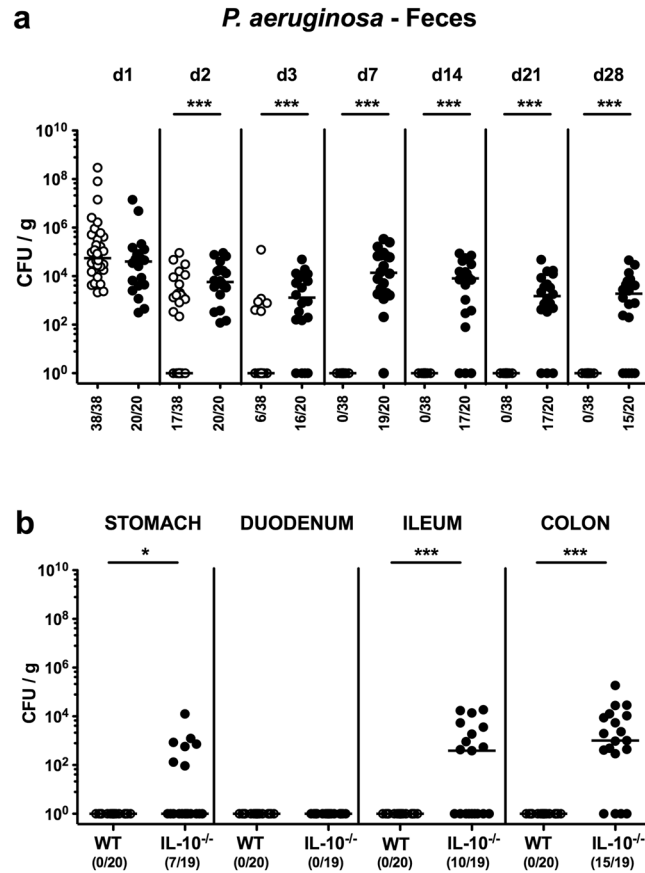 a
P. aeruginosa - Feces
d1 d2 d3 d7 d14 d21 d28
*** *** *** *** *** ***
CFU / g
10^10
10^8
10^6
10^4
10^2
10^0
38/38 20/20 17/38 20/20 6/38 16/20 0/38 19/20 0/38 17/20 0/38 17/20 0/38 15/20
b
STOMACH DUODENUM ILEUM COLON
* *** ***
CFU / g
10^10
10^8
10^6
10^4
10^2
10^0
WT IL-10^-/- WT IL-10^-/- WT IL-10^-/- WT IL-10^-/-
(0/20) (7/19) (0/20) (0/19) (0/20) (10/19) (0/20) (15/19)